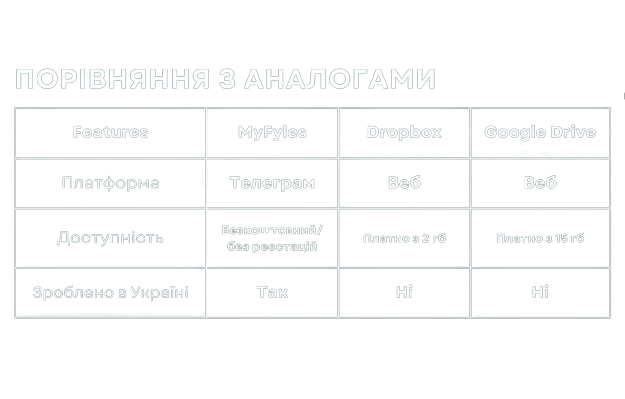 ПОРІВНЯННЯ З АНАЛОГАМИ
Features MyFyles Dropbox Google Drive
Платформа Телеграм Веб Веб
Доступність Безкоштовний/ без реєстацій Платно з 2 гб Платно з 15 гб
Зроблено в Україні Так Ні Ні